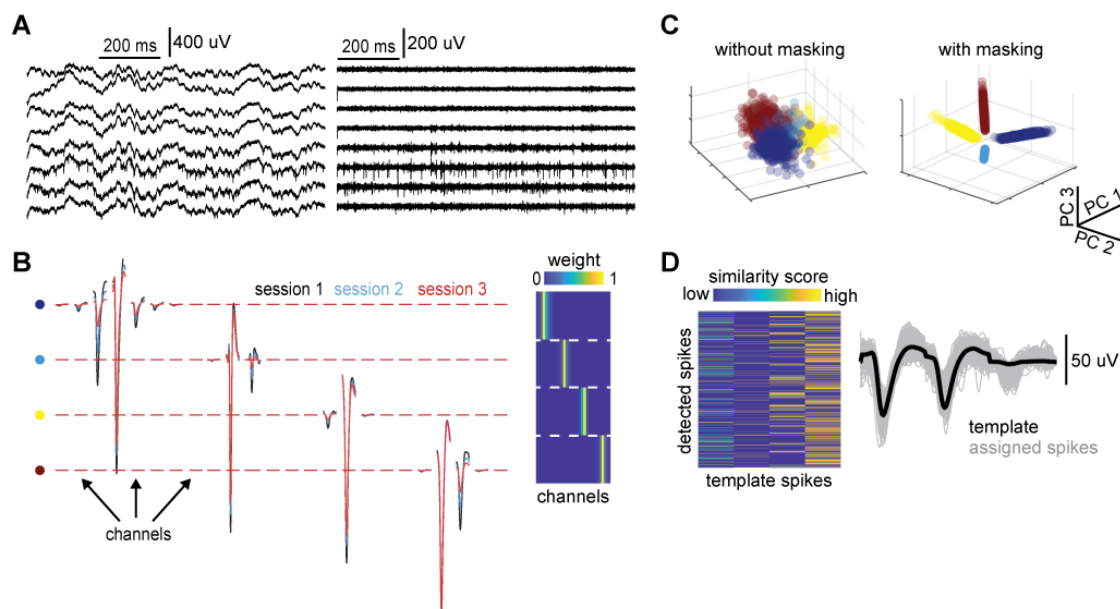 A
200 ms
400 uV
200 ms
200 uV
B
session 1 session 2 session 3
channels
weight
0 1
channels
C
without masking
with masking
PC 3
PC 1
PC 2
D
similarity score
low high
detected spikes
template spikes
50 uV
template
assigned spikes